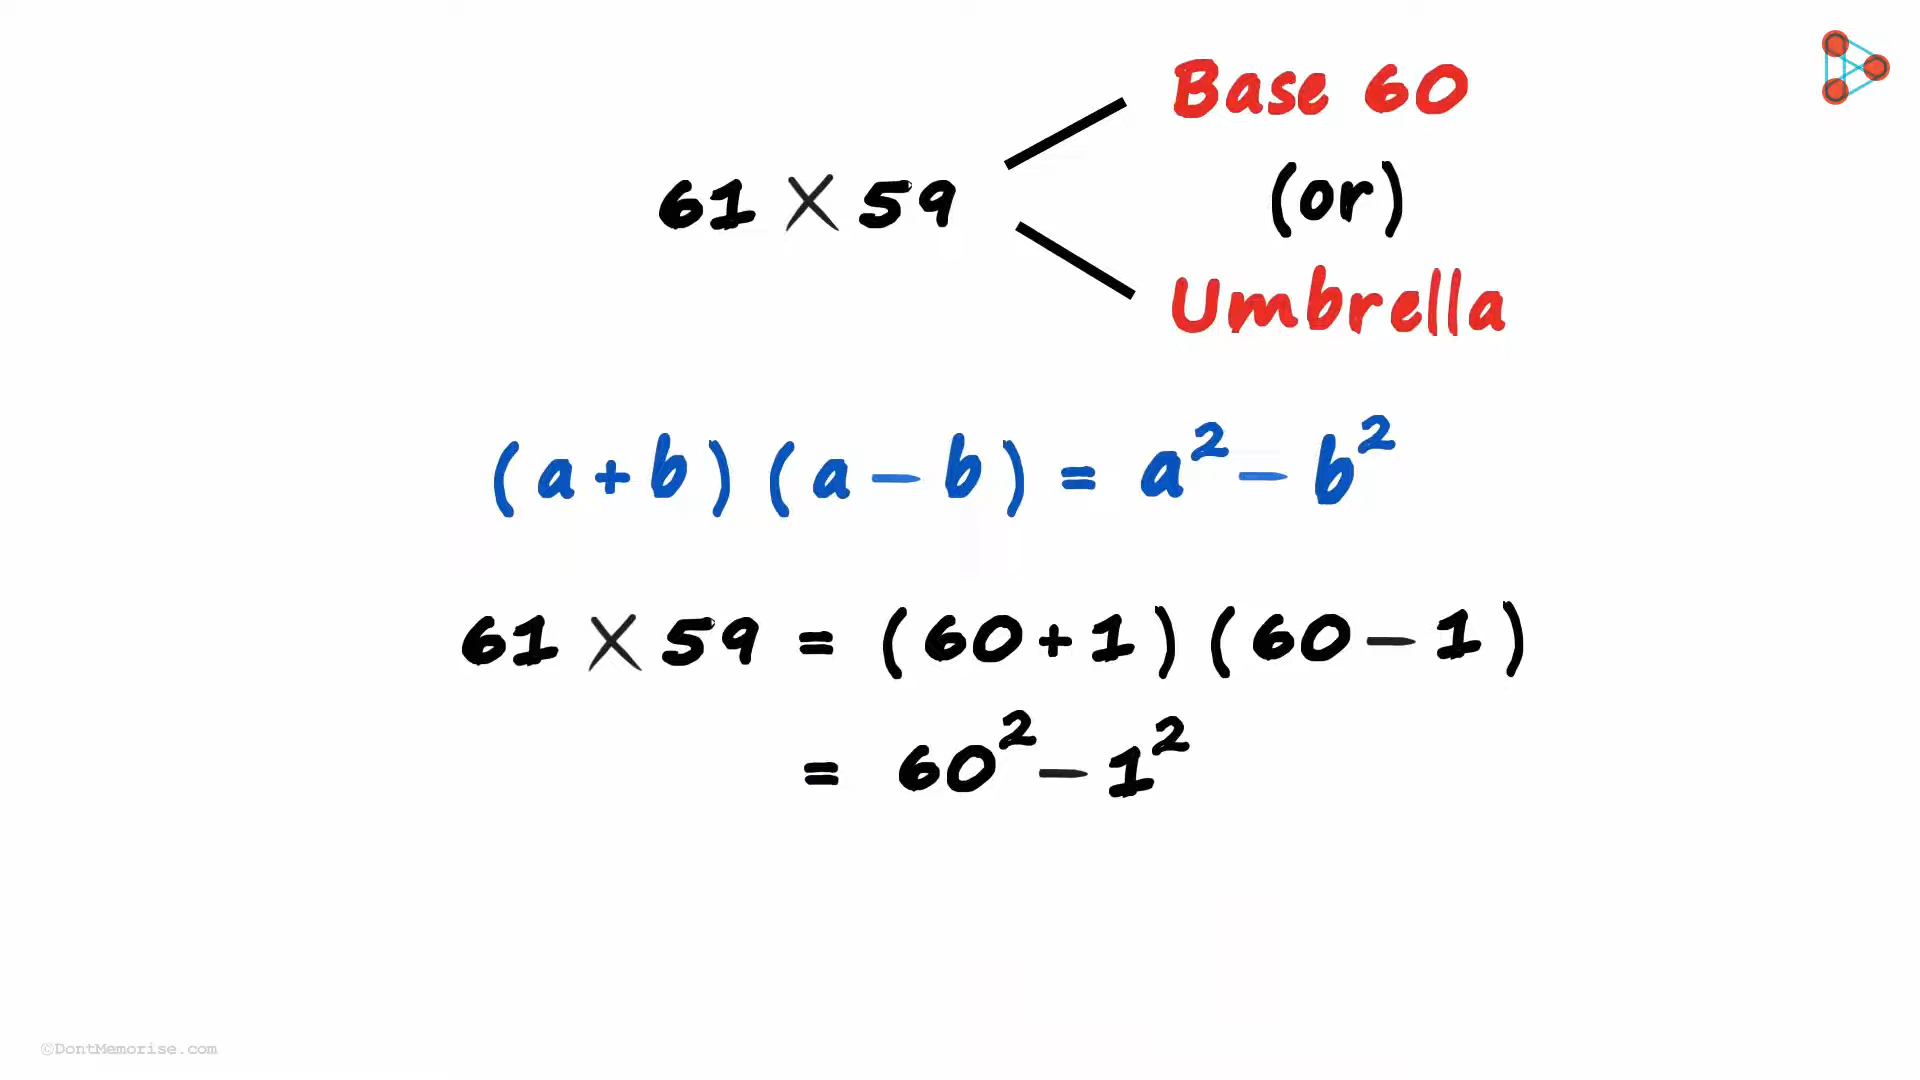 Base 60
61 × 59
(or)
Umbrella
(a + b) (a − b) = a² − b²
61 × 59 = (60 + 1) (60 − 1)
= 60² − 1²
©DontMemorise.com